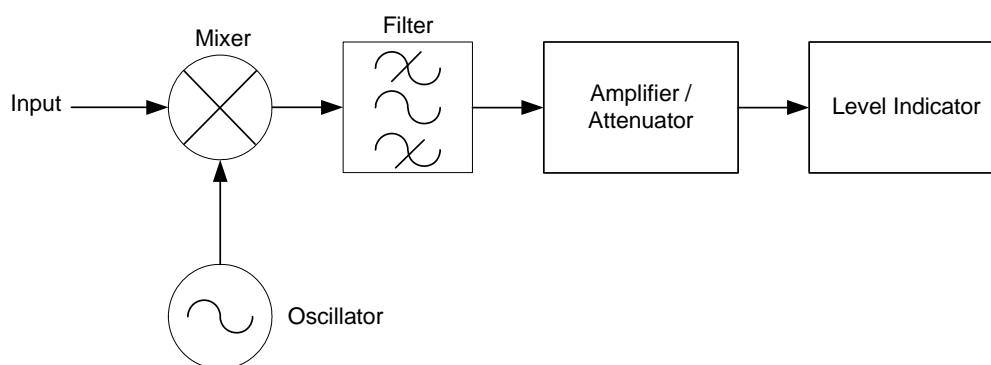 Filter
Mixer
Input
Amplifier /
Attenuator
Level Indicator
Oscillator